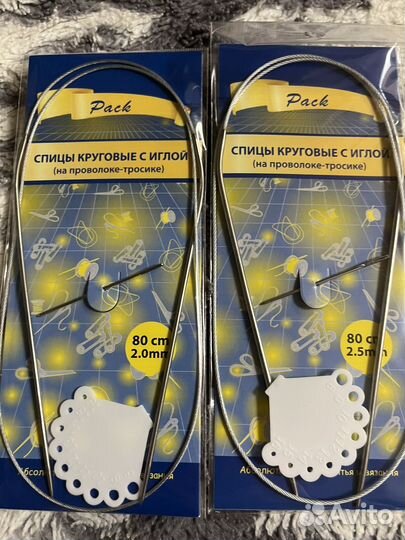 Pack
СПИЦЫ КРУГОВЫЕ С ИГЛОЙ
(на проволоке-тросике)
80 cm
2.0mm
Pack
СПИЦЫ КРУГОВЫЕ С ИГЛОЙ
(на проволоке-тросике)
80 cm
2.5mm
Avito